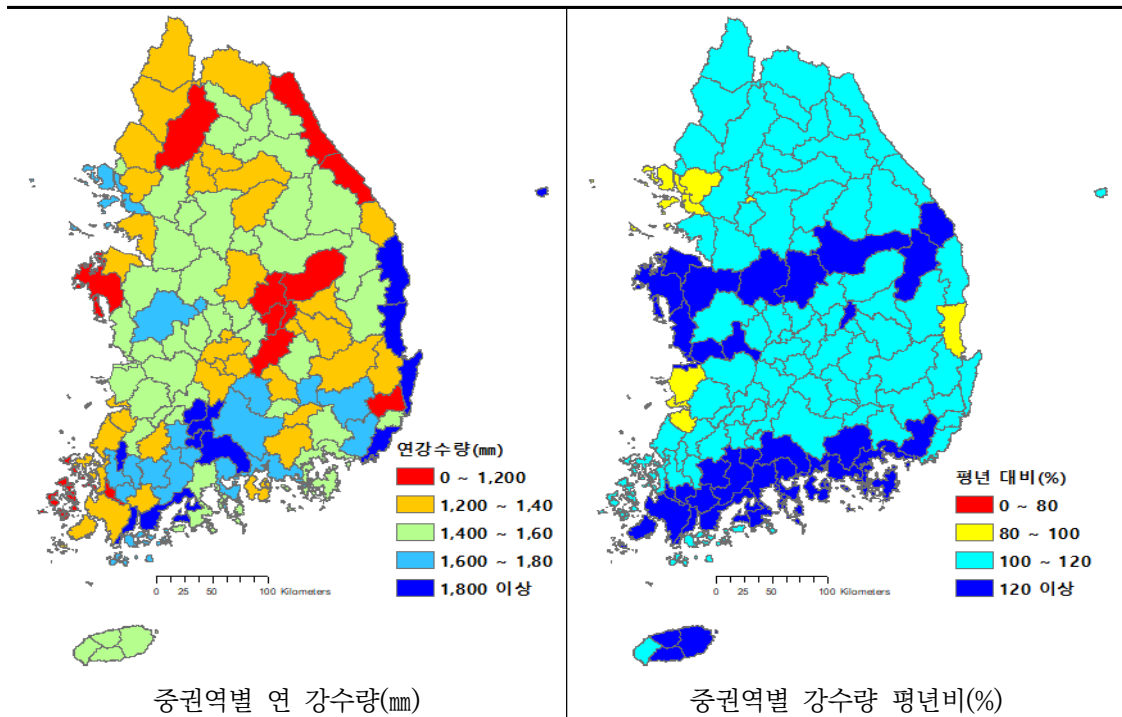 연강수량(㎜)
0 ~ 1,200
1,200 ~ 1,40
1,400 ~ 1,60
1,600 ~ 1,80
1,800 이상
0 25 50 100 Kilometers
중권역별 연 강수량(㎜)
평년 대비(%)
0 ~ 80
80 ~ 100
100 ~ 120
120 이상
0 25 50 100 Kilometers
중권역별 강수량 평년비(%)